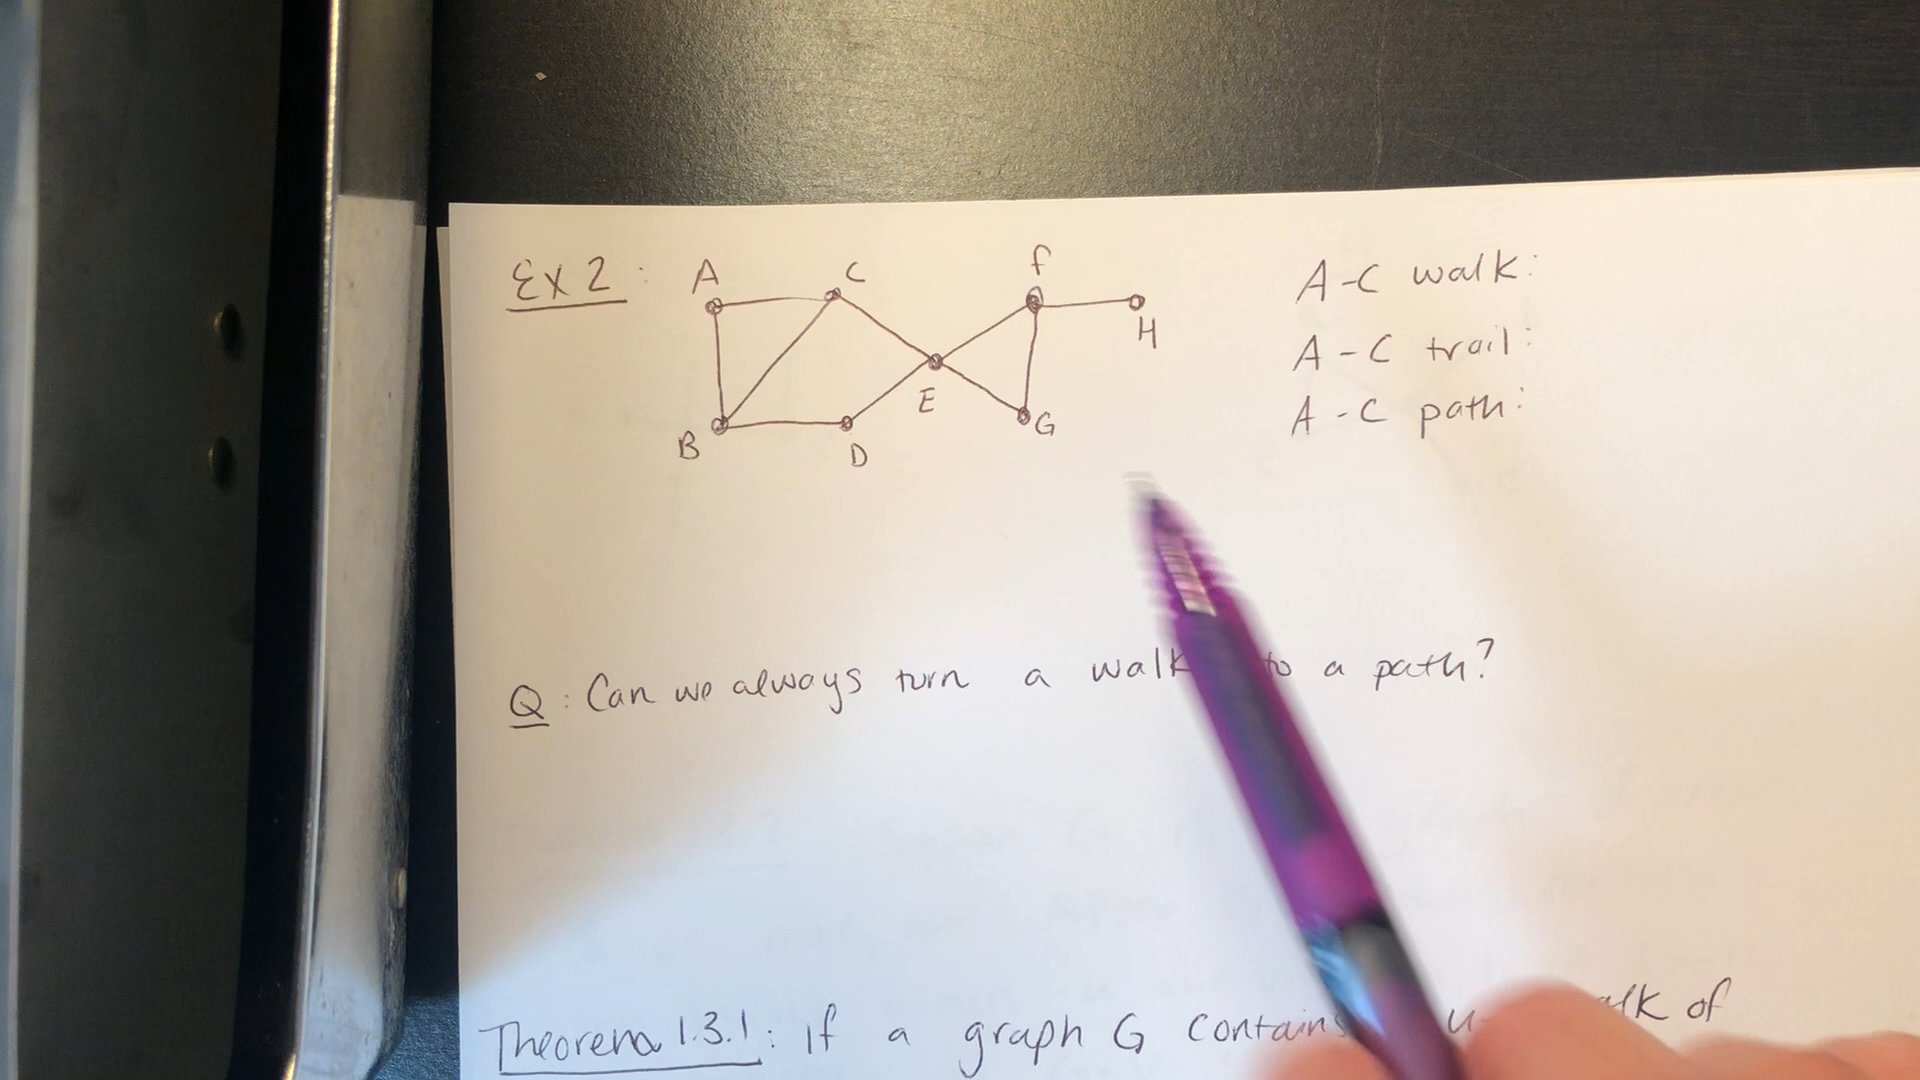 Ex 2:
A C f
H
E
B D G
A-C walk:
A-C trail:
A-C path:
Q: Can we always turn a walk to a path?
Theorem 1.3.1: If a graph G contains of